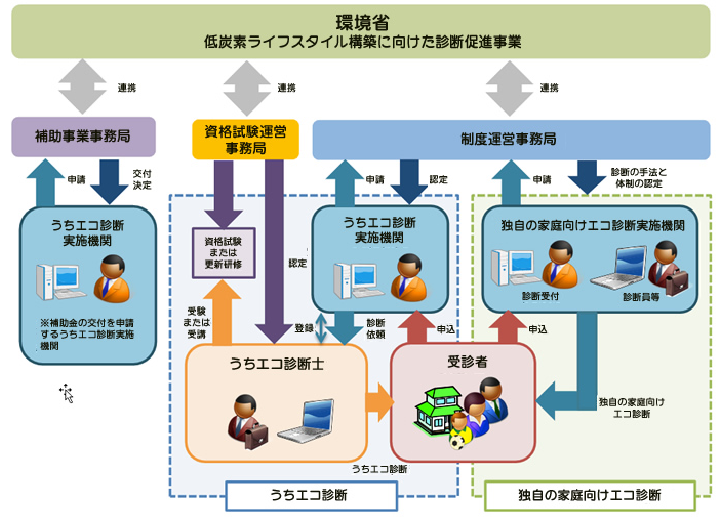 環境省
低炭素ライフスタイル構築に向けた診断促進事業
連携
連携
連携
補助事業事務局
資格試験運営
事務局
制度運営事務局
申請
交付
決定
申請
認定
申請
診断の手法と
体制の認定
うちエコ診断
実施機関
※補助金の交付を申請
するうちエコ診断実施
機関
資格試験
または
更新研修
認定
うちエコ診断
実施機関
独自の家庭向けエコ診断実施機関
診断受付
診断員等
受験
または
受講
登録
診断
依頼
申込
申込
うちエコ診断士
受診者
独自の家庭向け
エコ診断
うちエコ診断
うちエコ診断
独自の家庭向けエコ診断